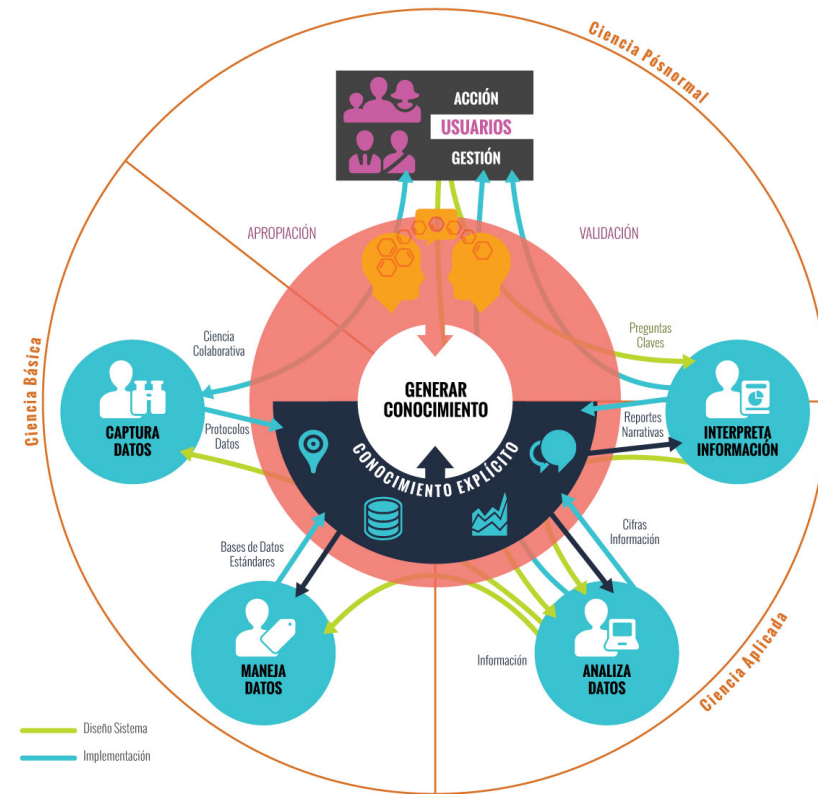 Ciencia Pósnormal
ACCIÓN
USUARIOS
GESTIÓN
APROPIACIÓN
VALIDACIÓN
Ciencia
Colaborativa
Preguntas
Claves
Ciencia Básica
CAPTURA
DATOS
Protocolos
Datos
GENERAR
CONOCIMIENTO
Reportes
Narrativas
INTERPRETA
INFORMACIÓN
CONOCIMIENTO EXPLÍCITO
Bases de Datos
Estándares
Cifras
Información
MANEJA
DATOS
Información
ANALIZA
DATOS
Ciencia Aplicada
Diseño Sistema
Implementación